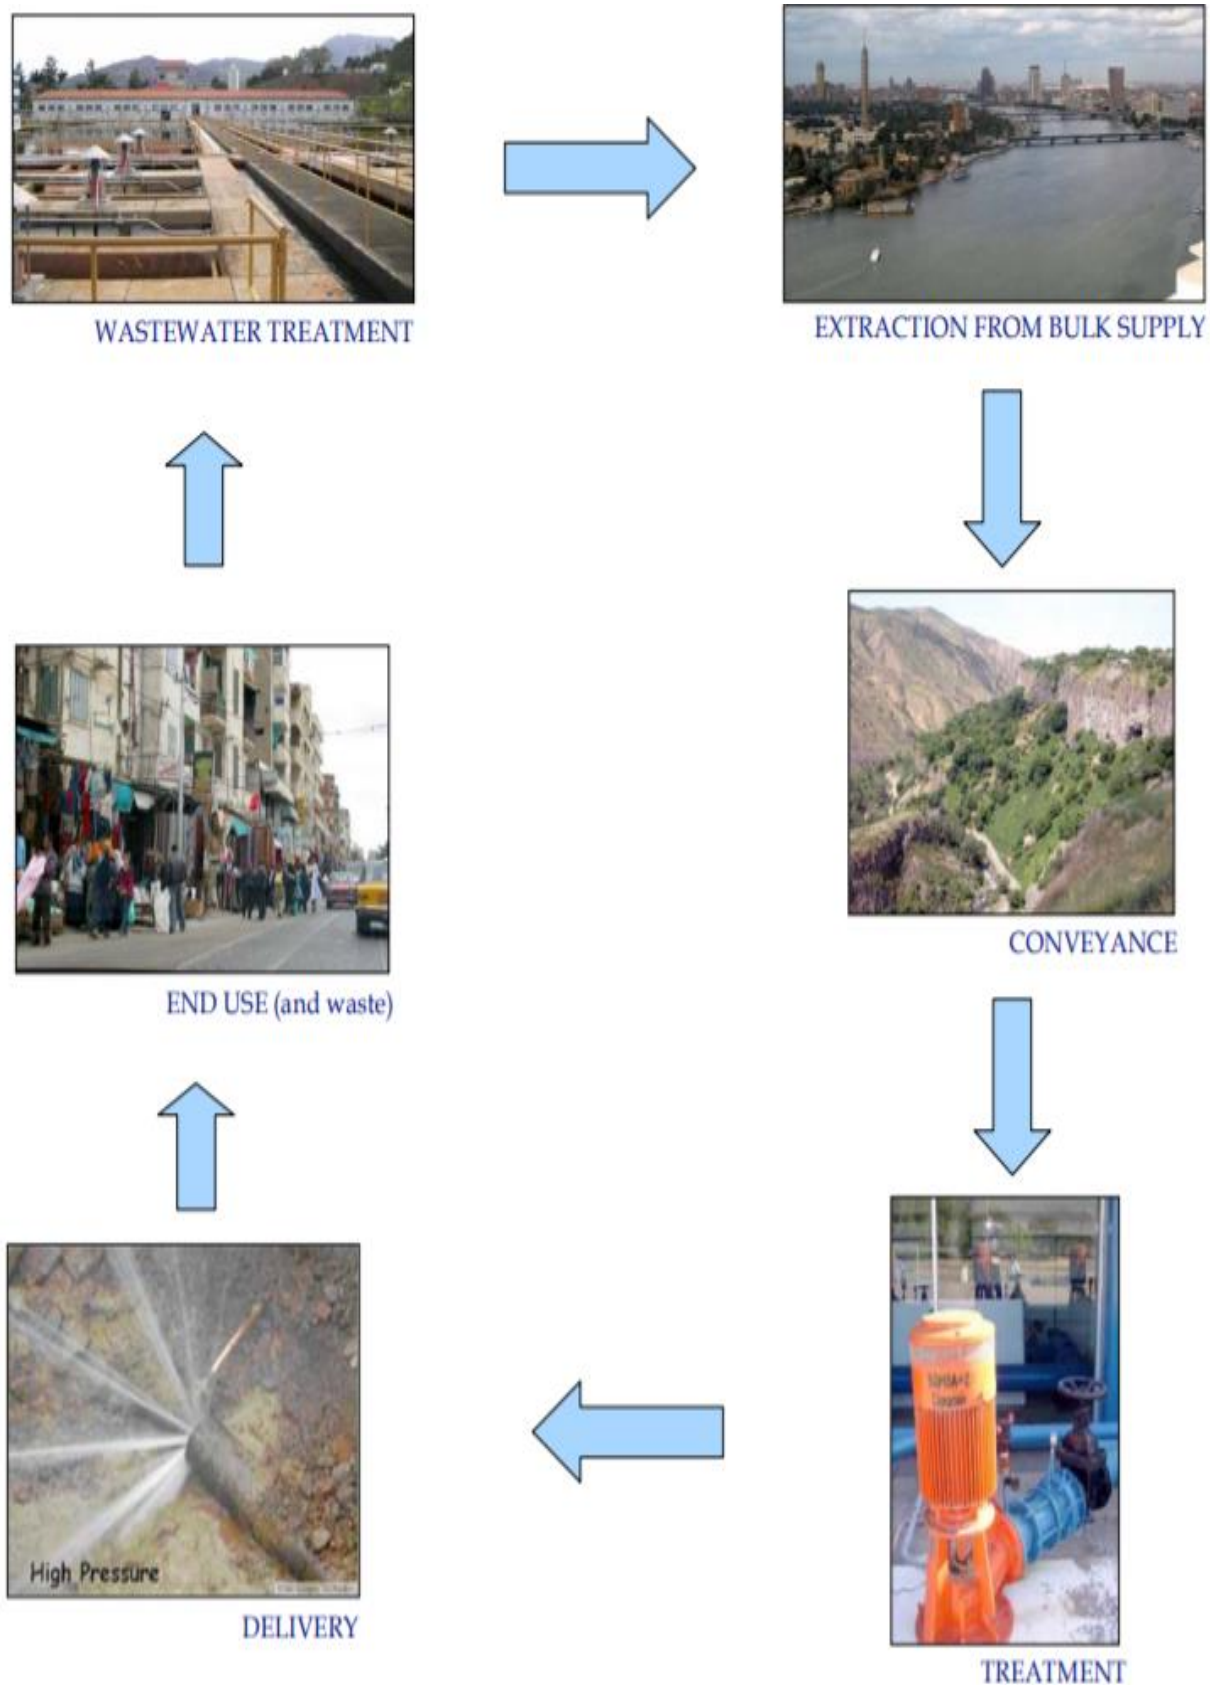 WASTEWATER TREATMENT
EXTRACTION FROM BULK SUPPLY
CONVEYANCE
END USE (and waste)
High Pressure
DELIVERY
TREATMENT